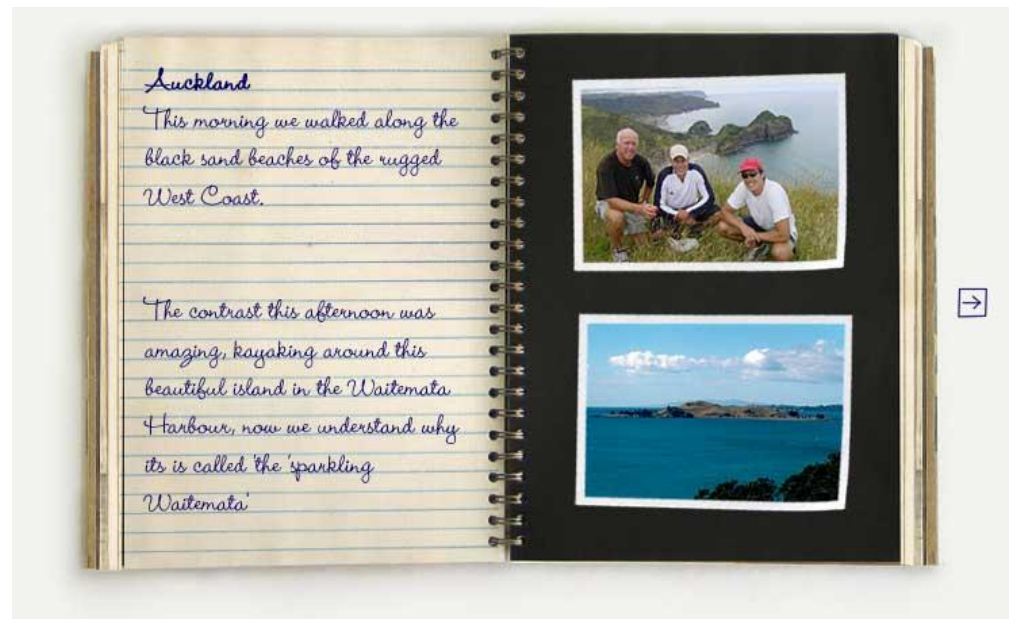 Auckland
This morning we walked along the
black sand beaches of the rugged
West Coast.
The contrast this afternoon was
amazing, kayaking around this
beautiful island in the Waitemata
Harbour, now we understand why
its is called 'the 'sparkling
Waitemata'